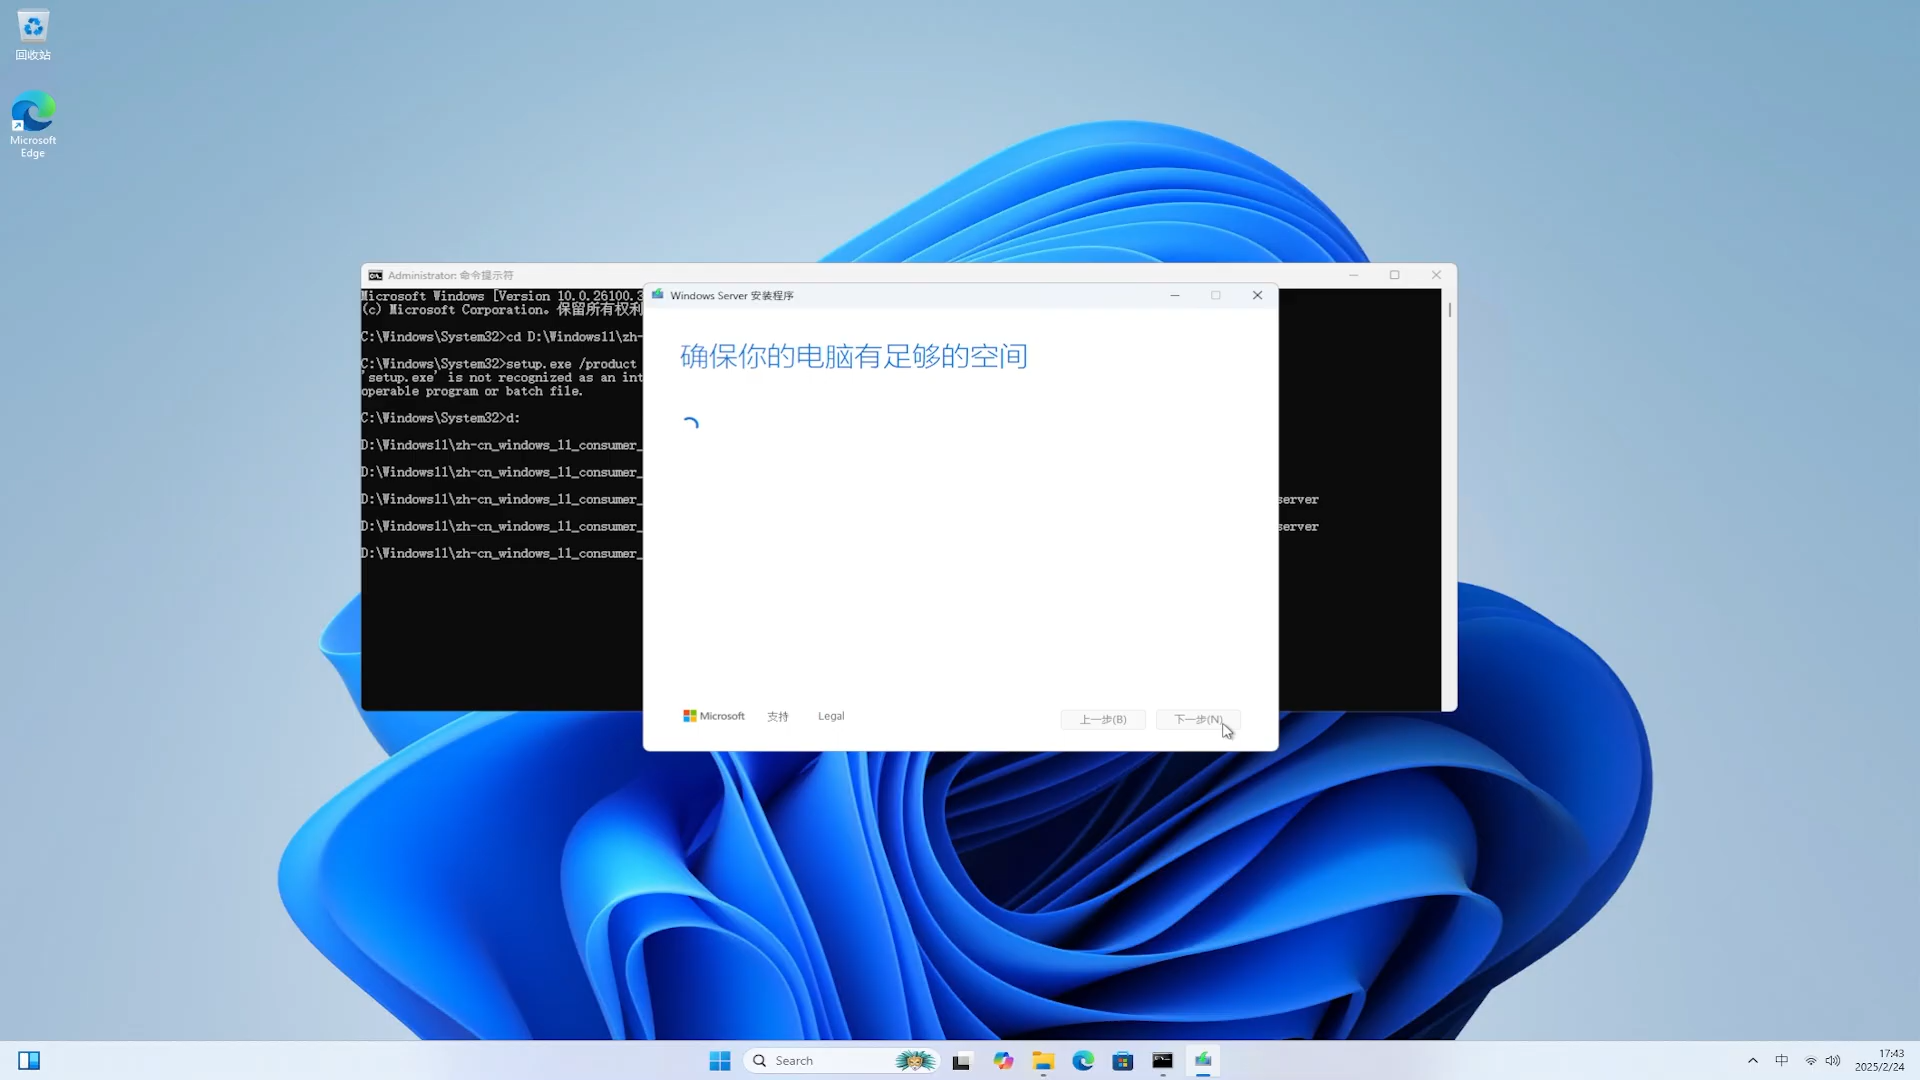 回收站
Microsoft
Edge
Administrator: 命令提示符
Microsoft Windows [Version 10.0.26100.3
(c) Microsoft Corporation。保留所有权利
C:\Windows\System32>cd D:\Windows11\zh-
C:\Windows\System32>setup.exe /product
'setup.exe' is not recognized as an int
operable program or batch file.
C:\Windows\System32>d:
D:\Windows11\zh-cn_windows_11_consumer_
D:\Windows11\zh-cn_windows_11_consumer_
D:\Windows11\zh-cn_windows_11_consumer_
server
D:\Windows11\zh-cn_windows_11_consumer_
server
D:\Windows11\zh-cn_windows_11_consumer_
Windows Server 安装程序
确保你的电脑有足够的空间
Microsoft 支持 Legal
上一步(B) 下一步(N)
Search
中
17:43
2025/2/24